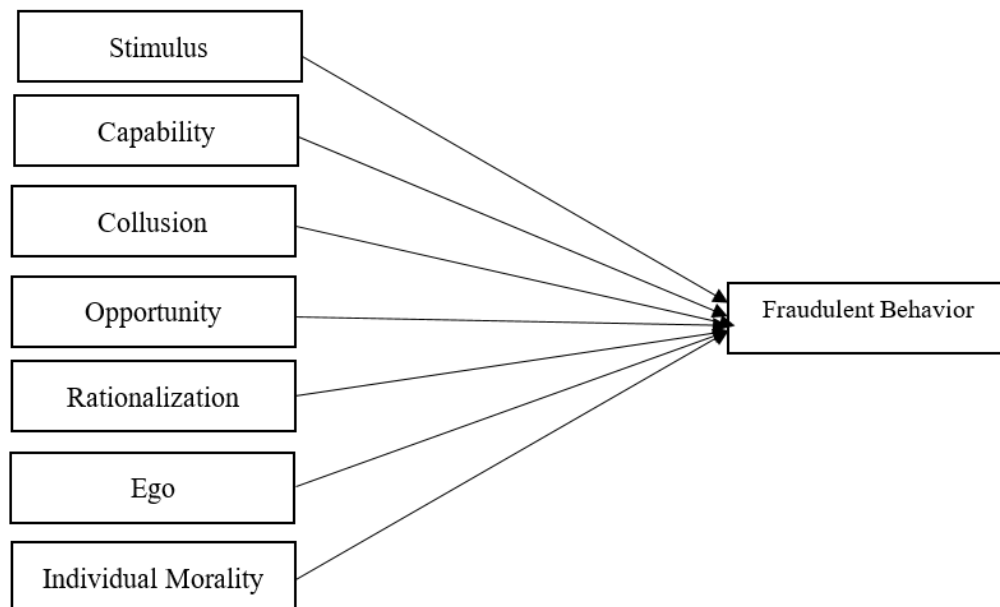 Stimulus
Capability
Collusion
Opportunity
Rationalization
Ego
Individual Morality
Fraudulent Behavior